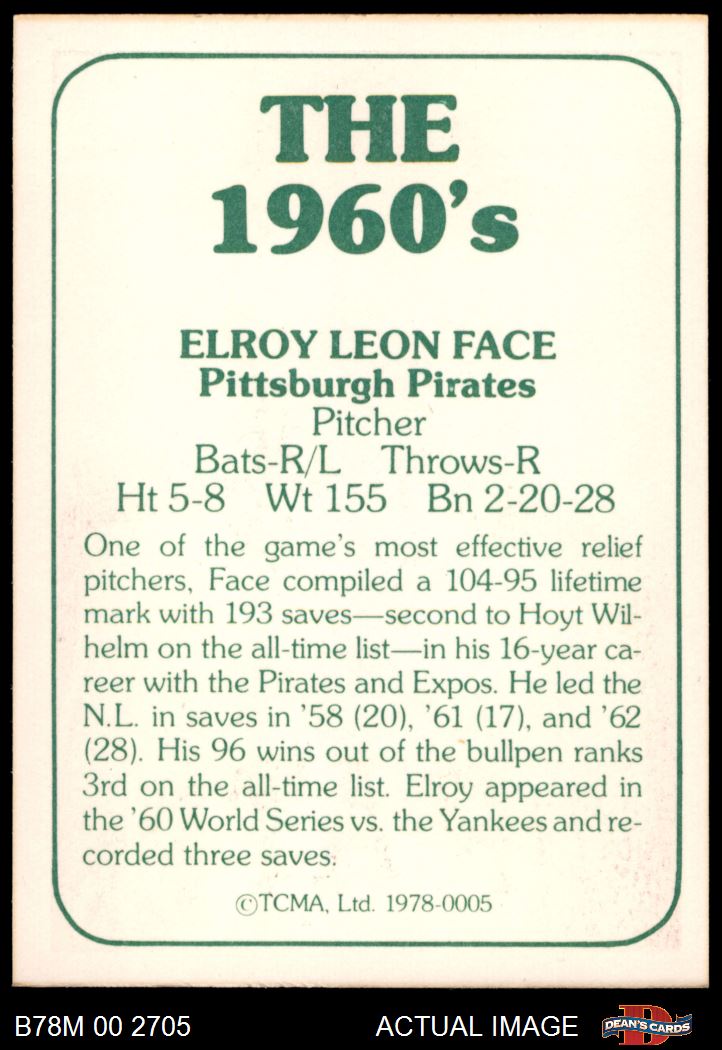 THE
1960's
ELROY LEON FACE
Pittsburgh Pirates
Pitcher
Bats-R/L Throws-R
Ht 5-8 Wt 155 Bn 2-20-28
One of the game's most effective relief
pitchers, Face compiled a 104-95 lifetime
mark with 193 saves—second to Hoyt Wil-
helm on the all-time list—in his 16-year ca-
reer with the Pirates and Expos. He led the
N.L. in saves in '58 (20), '61 (17), and '62
(28). His 96 wins out of the bullpen ranks
3rd on the all-time list. Elroy appeared in
the '60 World Series vs. the Yankees and re-
corded three saves.
©TCMA, Ltd. 1978-0005
B78M 00 2705 ACTUAL IMAGE D DEAN'S CARDS